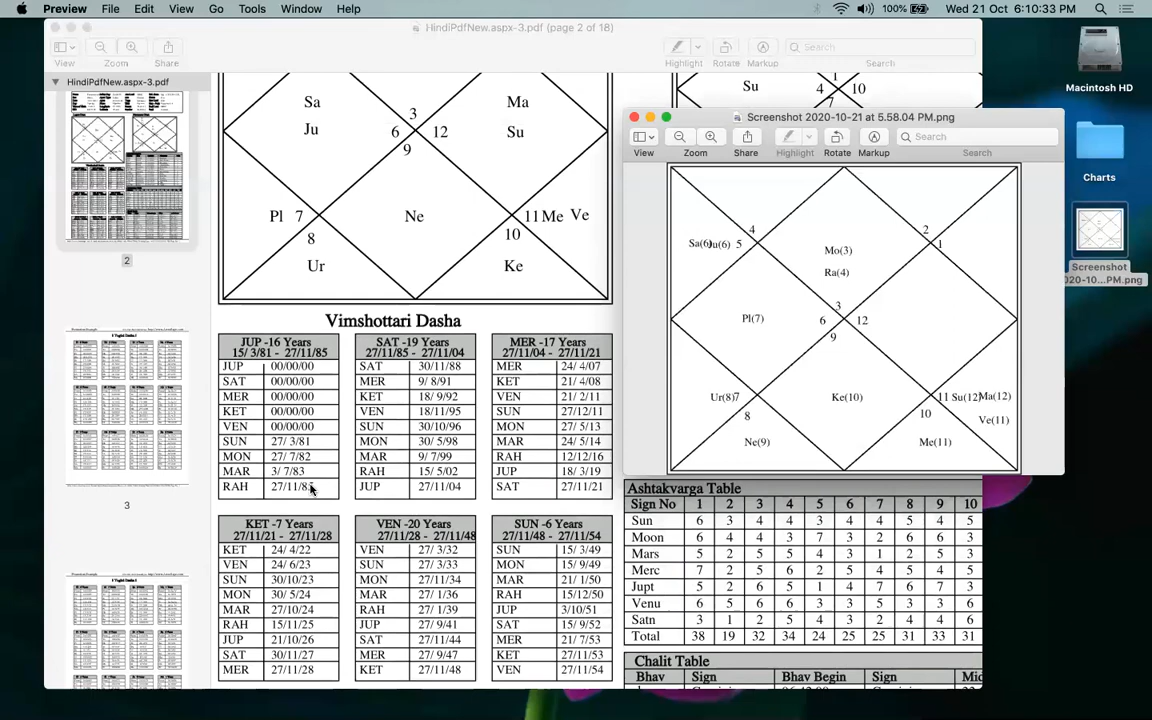 Preview File Edit View Go Tools Window Help 100% Wed 21 Oct 6:10:33 PM
HindiPdfNew.aspx-3.pdf (page 2 of 18)
View Zoom Share Highlight Rotate Markup Search
Search
HindiPdfNew.aspx-3.pdf
2
3
Sa Ma
Ju 3 Su
6 12
9
Pl 7 Ne 11 Me Ve
8 10
Ur Ke
Su 4 1 10
7
Vimshottari Dasha
JUP -16 Years
15/ 3/81 - 27/11/85
JUP 00/00/00
SAT 00/00/00
MER 00/00/00
KET 00/00/00
VEN 00/00/00
SUN 27/ 3/81
MON 27/ 7/82
MAR 3/ 7/83
RAH 27/11/85
SAT -19 Years
27/11/85 - 27/11/04
SAT 30/11/88
MER 9/ 8/91
KET 18/ 9/92
VEN 18/11/95
SUN 30/10/96
MON 30/ 5/98
MAR 9/ 7/99
RAH 15/ 5/02
JUP 27/11/04
MER -17 Years
27/11/04 - 27/11/21
MER 24/ 4/07
KET 21/ 4/08
VEN 21/ 2/11
SUN 27/12/11
MON 27/ 5/13
MAR 24/ 5/14
RAH 12/12/16
JUP 18/ 3/19
SAT 27/11/21
KET -7 Years
27/11/21 - 27/11/28
KET 24/ 4/22
VEN 24/ 6/23
SUN 30/10/23
MON 30/ 5/24
MAR 27/10/24
RAH 15/11/25
JUP 21/10/26
SAT 30/11/27
MER 27/11/28
VEN -20 Years
27/11/28 - 27/11/48
VEN 27/ 3/32
SUN 27/ 3/33
MON 27/11/34
MAR 27/ 1/36
RAH 27/ 1/39
JUP 27/ 9/41
SAT 27/11/44
MER 27/ 9/47
KET 27/11/48
SUN -6 Years
27/11/48 - 27/11/54
SUN 15/ 3/49
MON 15/ 9/49
MAR 21/ 1/50
RAH 15/12/50
JUP 3/10/51
SAT 15/ 9/52
MER 21/ 7/53
KET 27/11/53
VEN 27/11/54
Screenshot 2020-10-21 at 5.58.04 PM.png
View Zoom Share Highlight Rotate Markup Search
Search
4 2
Sa(6) Ju(6) 5 Mo(3) 1
Ra(4)
3
Pl(7) 6 12
9
Ur(8) 7 Ke(10) 11 Su(12) Ma(12)
8 10 Ve(11)
Ne(9) Me(11)
Ashtakvarga Table
Sign No 1 2 3 4 5 6 7 8 9 10
Sun 6 3 4 4 3 4 4 5 4 5
Moon 6 4 4 3 7 3 2 6 6 3
Mars 5 2 5 5 4 3 1 2 5 3
Merc 7 2 5 6 2 5 4 5 4 5
Jupt 5 2 6 5 1 4 7 6 7 3
Venu 6 5 6 6 3 3 5 3 3 6
Satn 3 1 2 5 4 3 2 4 4 6
Total 38 19 32 34 24 25 25 31 33 31
Chalit Table
Bhav Sign Bhav Begin Sign Mid
Macintosh HD
Charts
Screenshot
020-10...PM.png